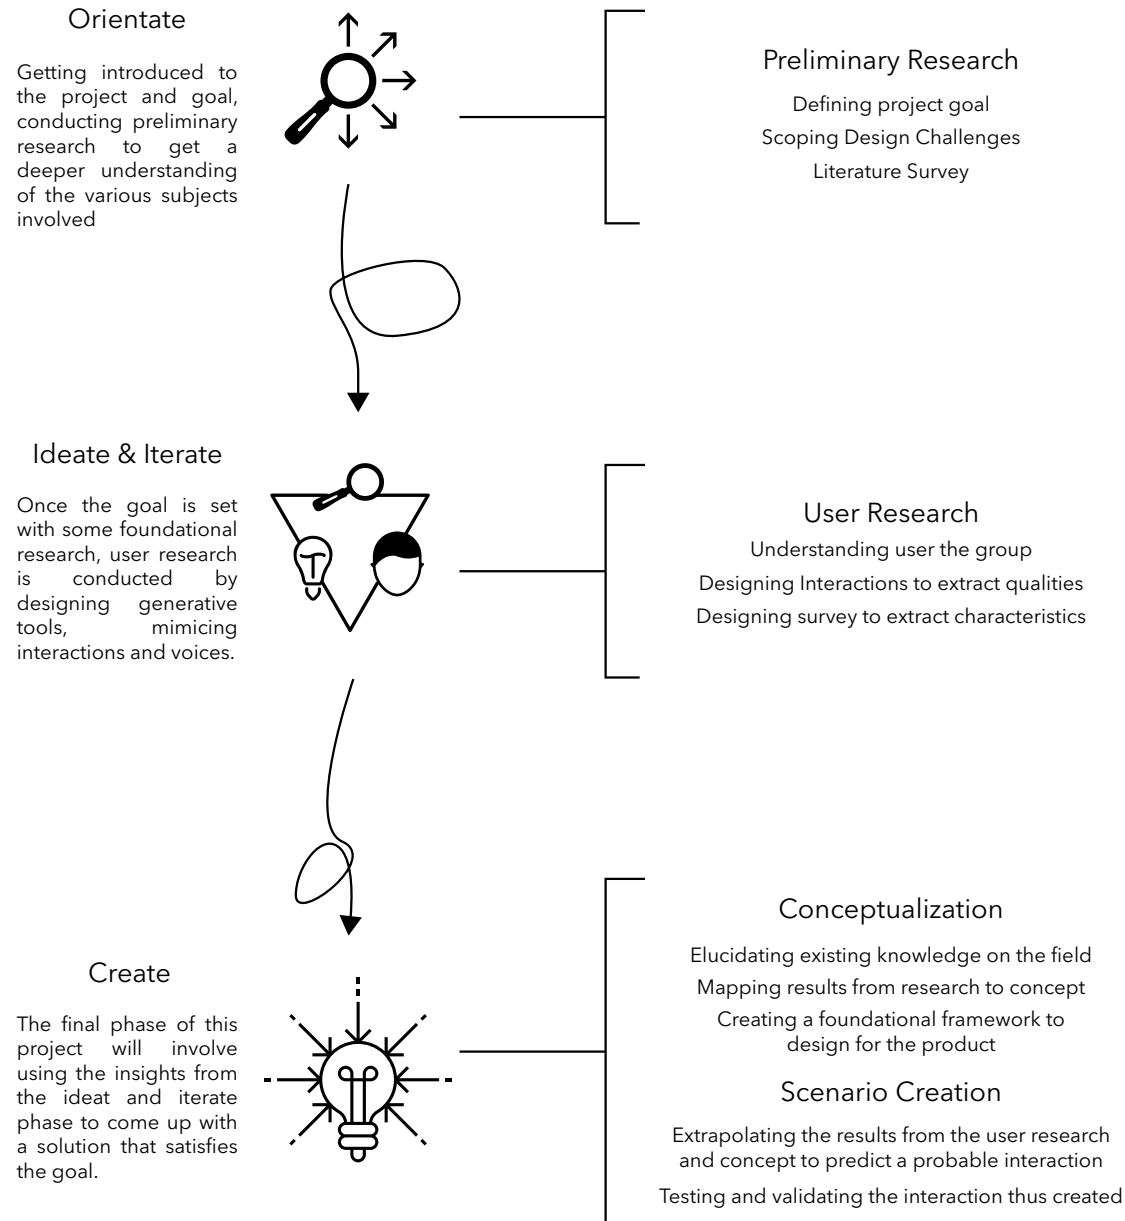 Orientate
Getting introduced to
the project and goal,
conducting preliminary
research to get a
deeper understanding
of the various subjects
involved
Preliminary Research
Defining project goal
Scoping Design Challenges
Literature Survey
Ideate & Iterate
Once the goal is set
with some foundational
research, user research
is conducted by
designing generative
tools, mimicing
interactions and voices.
User Research
Understanding user the group
Designing Interactions to extract qualities
Designing survey to extract characteristics
Create
The final phase of this
project will involve
using the insights from
the ideat and iterate
phase to come up with
a solution that satisfies
the goal.
Conceptualization
Elucidating existing knowledge on the field
Mapping results from research to concept
Creating a foundational framework to
design for the product
Scenario Creation
Extrapolating the results from the user research
and concept to predict a probable interaction
Testing and validating the interaction thus created